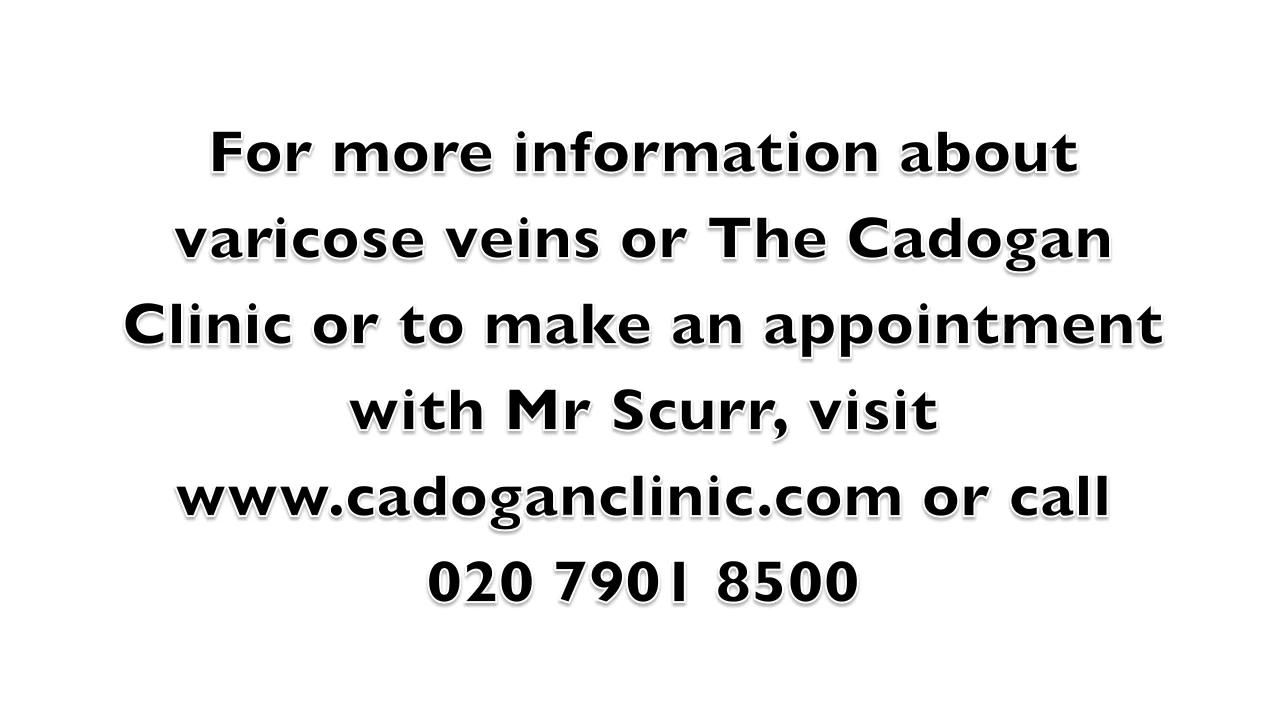 For more information about
varicose veins or The Cadogan
Clinic or to make an appointment
with Mr Scurr, visit
www.cadoganclinic.com or call
020 7901 8500